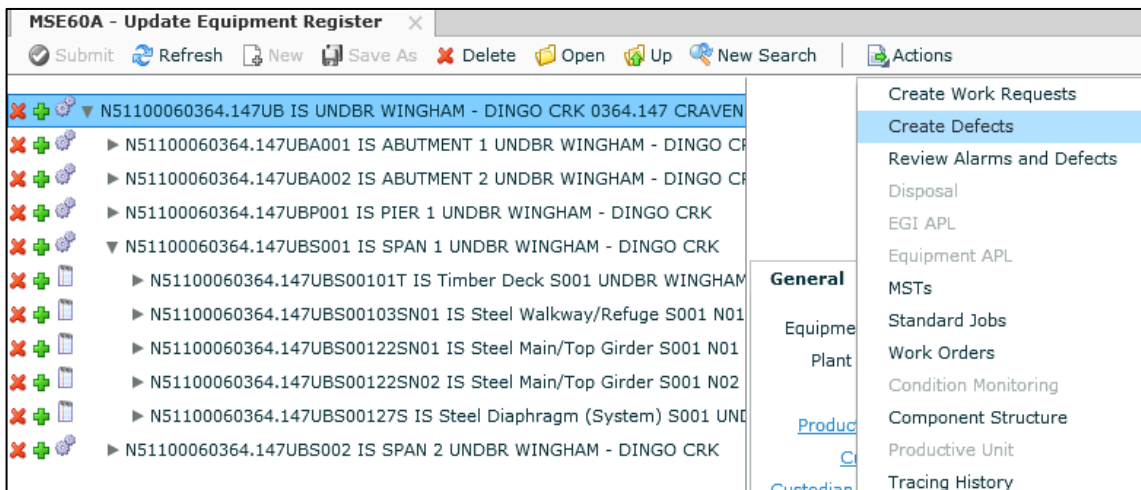 MSE60A - Update Equipment Register
Submit Refresh New Save As Delete Open Up New Search Actions
N51100060364.147UB IS UNDBR WINGHAM - DINGO CRK 0364.147 CRAVEN
N51100060364.147UBA001 IS ABUTMENT 1 UNDBR WINGHAM - DINGO
N51100060364.147UBA002 IS ABUTMENT 2 UNDBR WINGHAM - DINGO
N51100060364.147UBP001 IS PIER 1 UNDBR WINGHAM - DINGO CRK
N51100060364.147UBS001 IS SPAN 1 UNDBR WINGHAM - DINGO CRK
N51100060364.147UBS00101T IS Timber Deck S001 UNDBR WINGHAM
N51100060364.147UBS00103SN01 IS Steel Walkway/Refuge S001 N01
N51100060364.147UBS00122SN01 IS Steel Main/Top Girder S001 N01
N51100060364.147UBS00122SN02 IS Steel Main/Top Girder S001 N02
N51100060364.147UBS00127S IS Steel Diaphragm (System) S001
N51100060364.147UBS002 IS SPAN 2 UNDBR WINGHAM - DINGO CRK
General
Equipme
Plant
Produc
Custodian
Create Work Requests
Create Defects
Review Alarms and Defects
Disposal
EGI APL
Equipment APL
MSTs
Standard Jobs
Work Orders
Condition Monitoring
Component Structure
Productive Unit
Tracing History